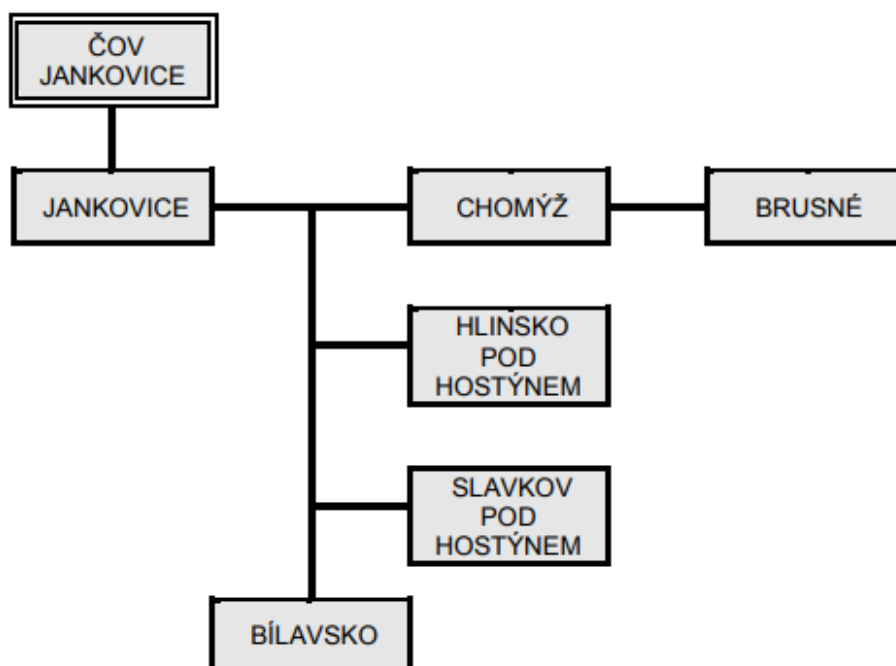 ČOV
JANKOVICE
JANKOVICE
CHOMÝŽ
BRUSNÉ
HLINSKO
POD
HOSTÝNEM
SLAVKOV
POD
HOSTÝNEM
BÍLAVSKO